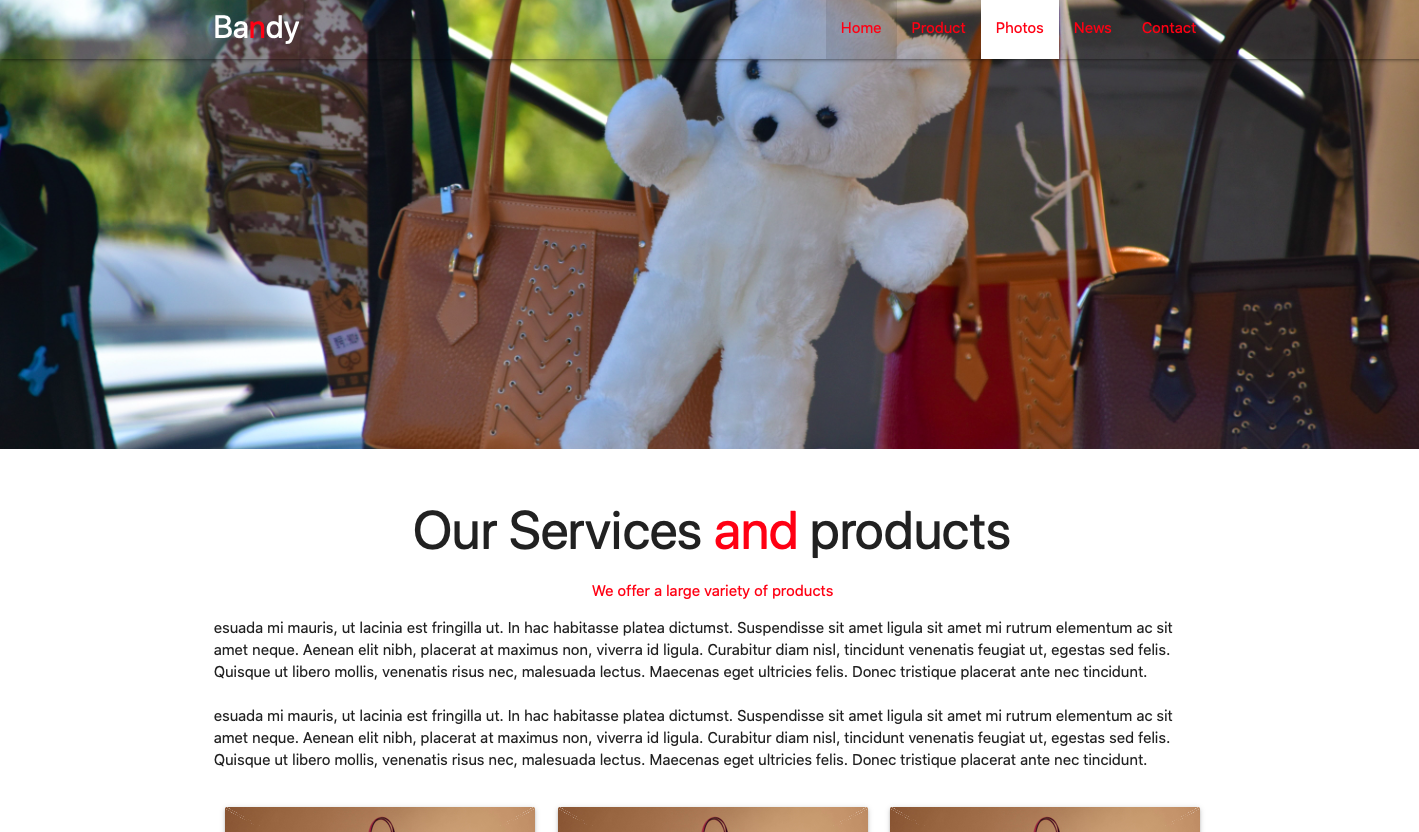 Bandy
Home Product Photos News Contact
Our Services and products
We offer a large variety of products
esuada mi mauris, ut lacinia est fringilla ut. In hac habitasse platea dictumst. Suspendisse sit amet ligula sit amet mi rutrum elementum ac sit
amet neque. Aenean elit nibh, placerat at maximus non, viverra id ligula. Curabitur diam nisl, tincidunt venenatis feugiat ut, egestas sed felis.
Quisque ut libero mollis, venenatis risus nec, malesuada lectus. Maecenas eget ultricies felis. Donec tristique placerat ante nec tincidunt.
esuada mi mauris, ut lacinia est fringilla ut. In hac habitasse platea dictumst. Suspendisse sit amet ligula sit amet mi rutrum elementum ac sit
amet neque. Aenean elit nibh, placerat at maximus non, viverra id ligula. Curabitur diam nisl, tincidunt venenatis feugiat ut, egestas sed felis.
Quisque ut libero mollis, venenatis risus nec, malesuada lectus. Maecenas eget ultricies felis. Donec tristique placerat ante nec tincidunt.